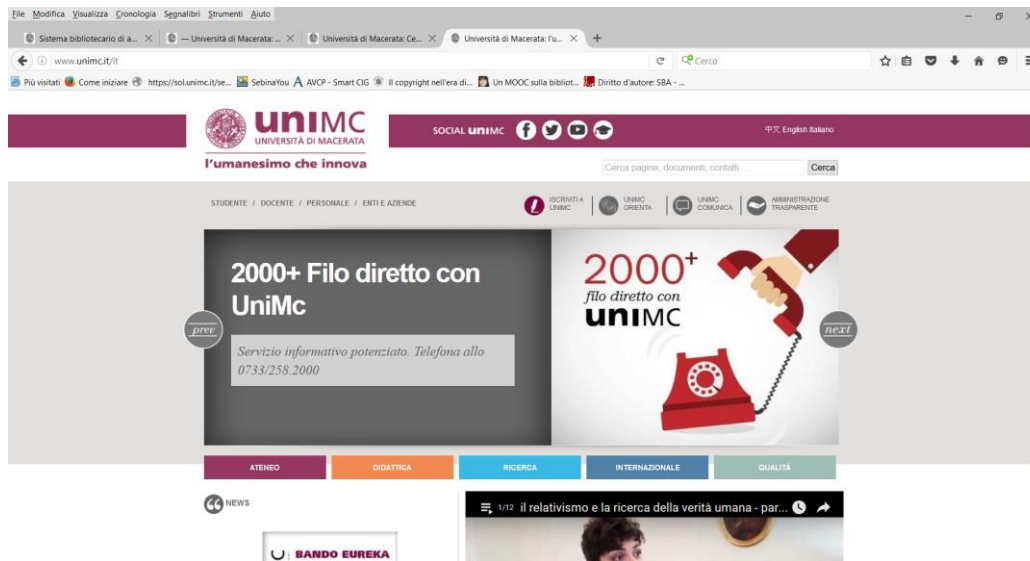 File Modifica Visualizza Cronologia Segnalibri Strumenti Aiuto
Sistema bibliotecario di a... — Università di Macerata: ... Università di Macerata: Ce... Università di Macerata: l'u...
www.unimc.it/it
Cerca
Più visitati Come iniziare https://sol.unimc.it/se... SebinaYou AVCP - Smart CIG Il copyright nell'era di... Un MOOC sulla bibliot... Diritto d'autore: SBA - ...
unIMC
UNIVERSITÀ DI MACERATA
l'umanesimo che innova
SOCIAL unIMC
中文 English Italiano
Cerca pagine, documenti, contatti...
Cerca
STUDENTE / DOCENTE / PERSONALE / ENTI E AZIENDE
ISCRIVITI A
UNIMC
UNIMC
ORIENTA
UNIMC
COMUNICA
AMMINISTRAZIONE
TRASPARENTE
2000+ Filo diretto con
UniMc
Servizio informativo potenziato. Telefona allo
0733/258.2000
prev
2000+
filo diretto con
unIMC
next
ATENEO DIDATTICA RICERCA INTERNAZIONALE QUALITÀ
NEWS
BANDO EUREKA
1/12 il relativismo e la ricerca della verità umana - par...